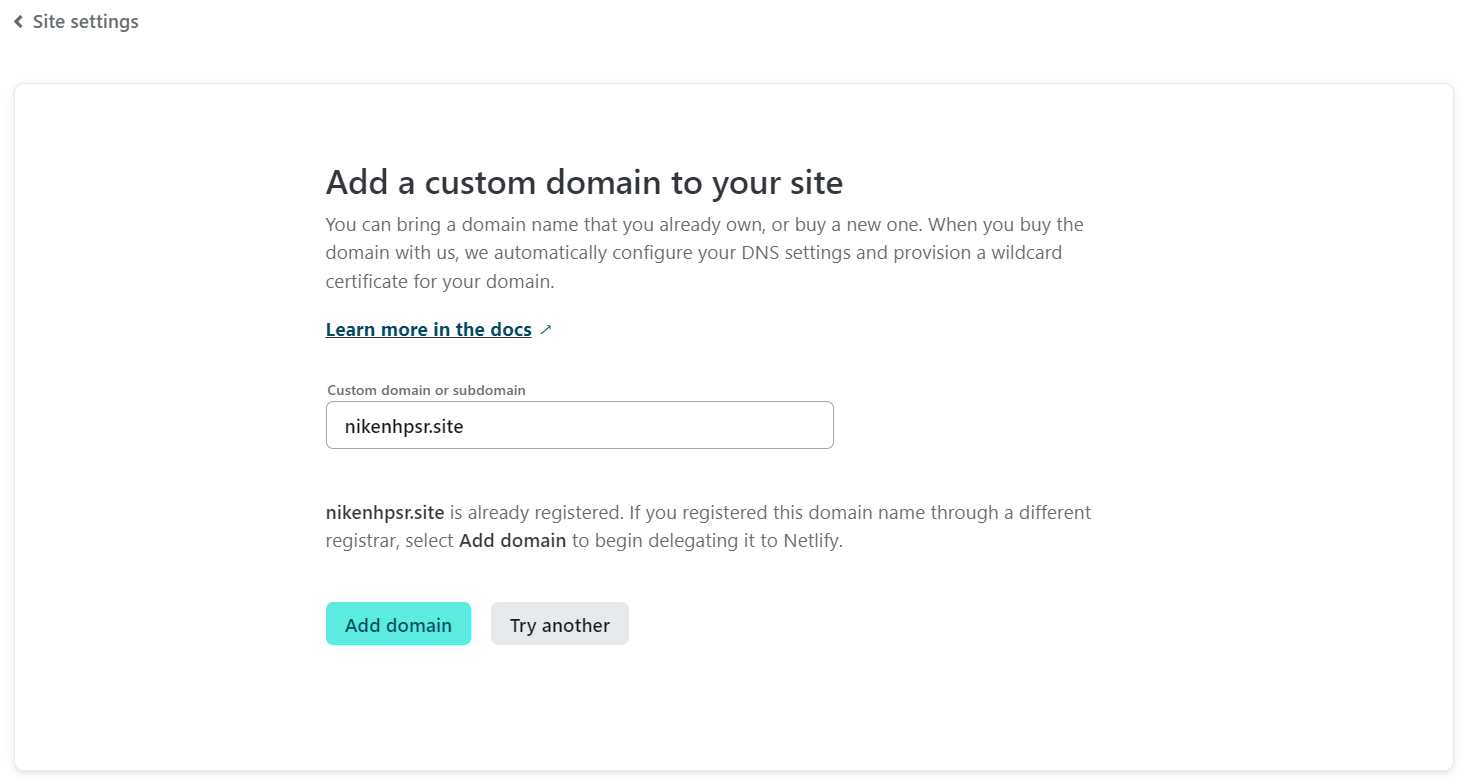 Site settings
Add a custom domain to your site
You can bring a domain name that you already own, or buy a new one. When you buy the
domain with us, we automatically configure your DNS settings and provision a wildcard
certificate for your domain.
Learn more in the docs
Custom domain or subdomain
nikenhpsr.site
nikenhpsr.site is already registered. If you registered this domain name through a different
registrar, select Add domain to begin delegating it to Netlify.
Add domain
Try another